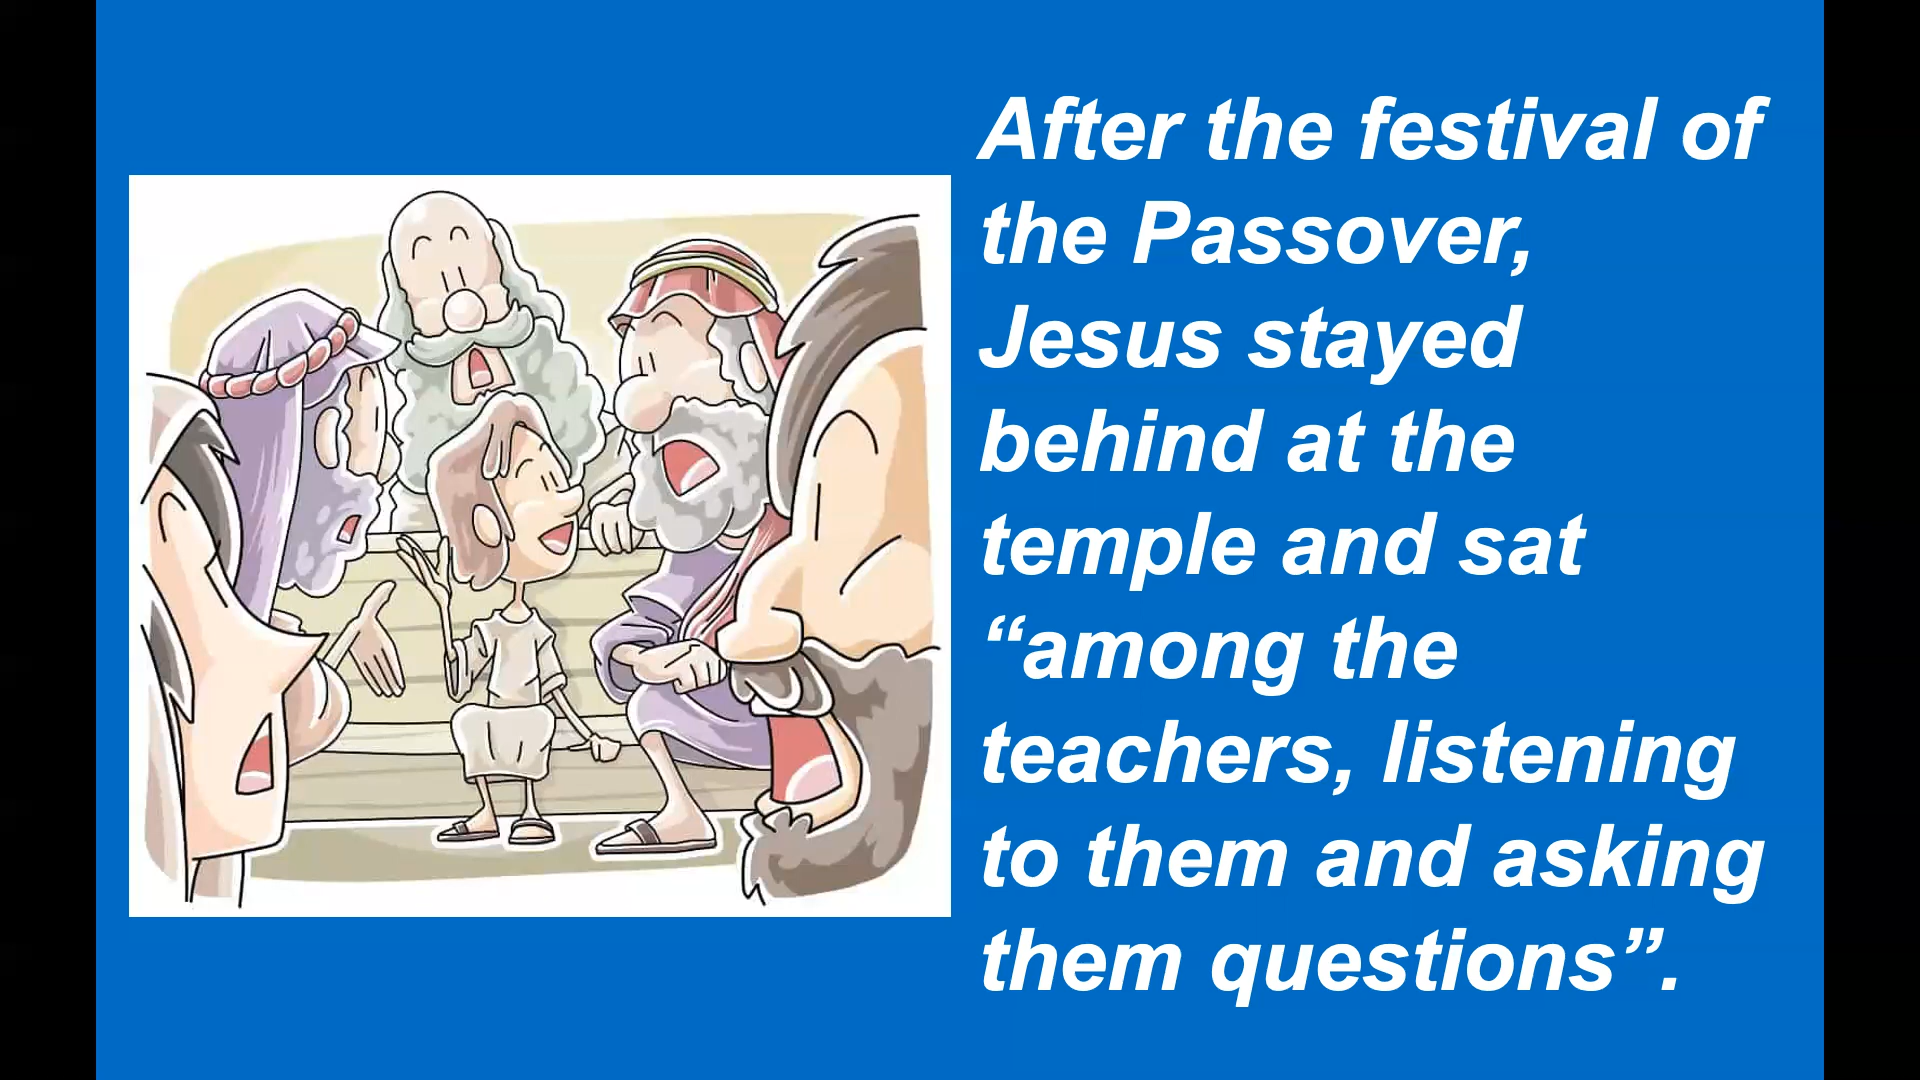 After the festival of
the Passover,
Jesus stayed
behind at the
temple and sat
“among the
teachers, listening
to them and asking
them questions”.